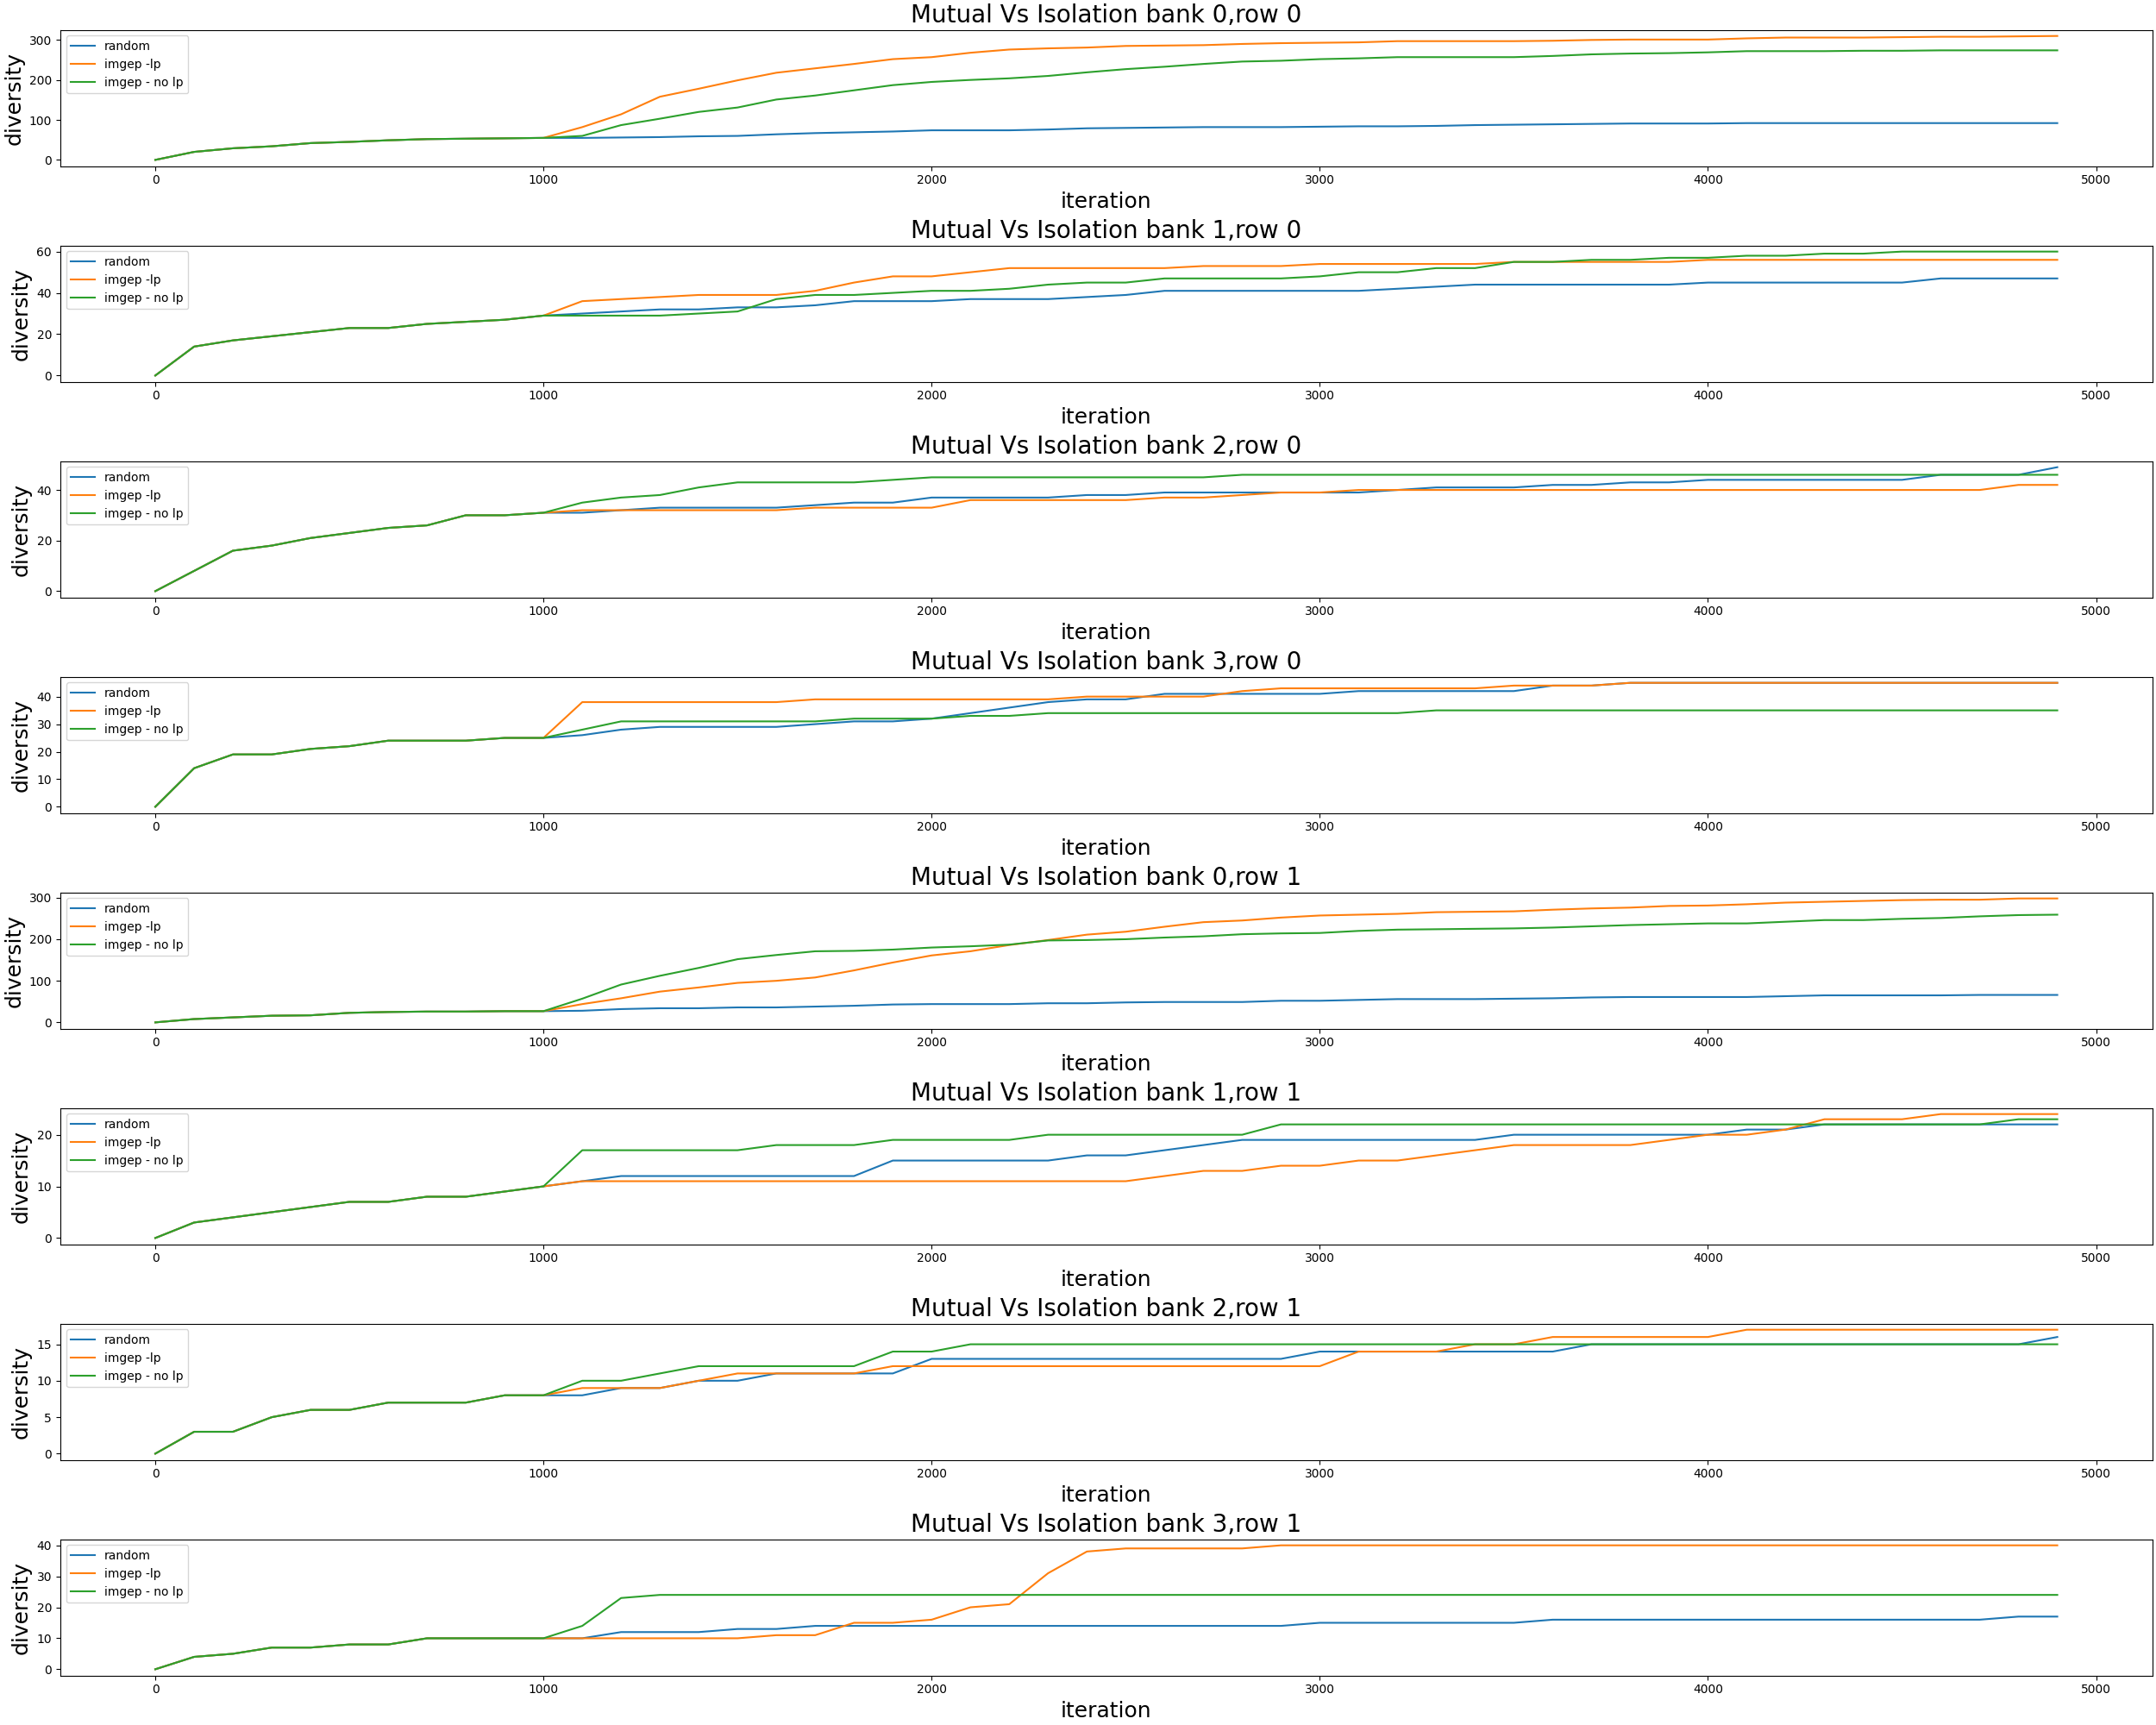 Mutual Vs Isolation bank 0,row 0
random
imgep -lp
imgep - no lp
diversity
300
200
100
0
0 1000 2000 3000 4000 5000
iteration
Mutual Vs Isolation bank 1,row 0
random
imgep -lp
imgep - no lp
diversity
60
40
20
0
0 1000 2000 3000 4000 5000
iteration
Mutual Vs Isolation bank 2,row 0
random
imgep -lp
imgep - no lp
diversity
40
20
0
0 1000 2000 3000 4000 5000
iteration
Mutual Vs Isolation bank 3,row 0
random
imgep -lp
imgep - no lp
diversity
40
30
20
10
0
0 1000 2000 3000 4000 5000
iteration
Mutual Vs Isolation bank 0,row 1
random
imgep -lp
imgep - no lp
diversity
300
200
100
0
0 1000 2000 3000 4000 5000
iteration
Mutual Vs Isolation bank 1,row 1
random
imgep -lp
imgep - no lp
diversity
20
10
0
0 1000 2000 3000 4000 5000
iteration
Mutual Vs Isolation bank 2,row 1
random
imgep -lp
imgep - no lp
diversity
15
10
5
0
0 1000 2000 3000 4000 5000
iteration
Mutual Vs Isolation bank 3,row 1
random
imgep -lp
imgep - no lp
diversity
40
30
20
10
0
0 1000 2000 3000 4000 5000
iteration